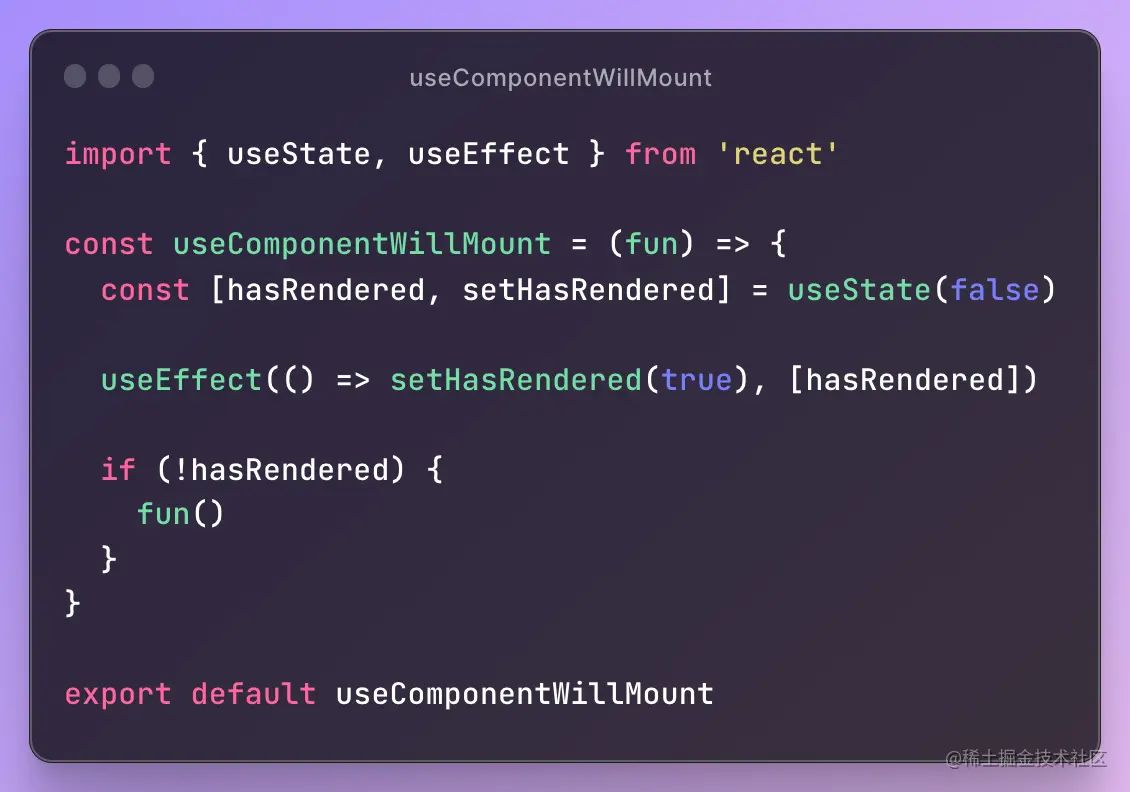 useComponentWillMount
import { useState, useEffect } from 'react'
const useComponentWillMount = (fun) => {
  const [hasRendered, setHasRendered] = useState(false)
  useEffect(() => setHasRendered(true), [hasRendered])
  if (!hasRendered) {
    fun()
  }
}
export default useComponentWillMount
@稀土掘金技术社区